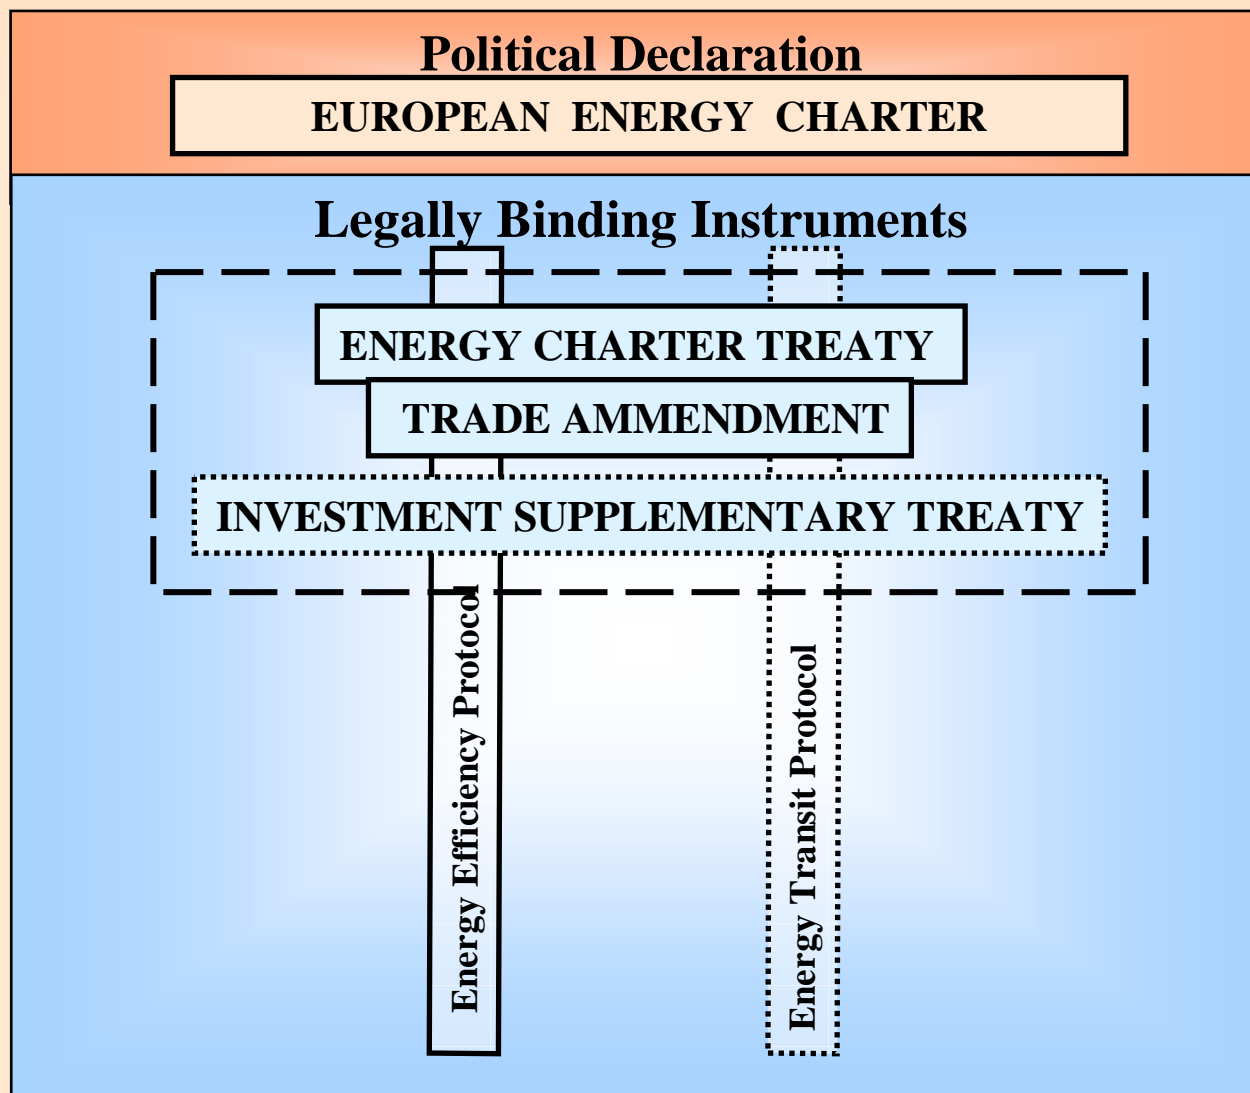 Political Declaration
EUROPEAN ENERGY CHARTER
Legally Binding Instruments
ENERGY CHARTER TREATY
TRADE AMMENDMENT
INVESTMENT SUPPLEMENTARY TREATY
Energy Efficiency Protocol
Energy Transit Protocol